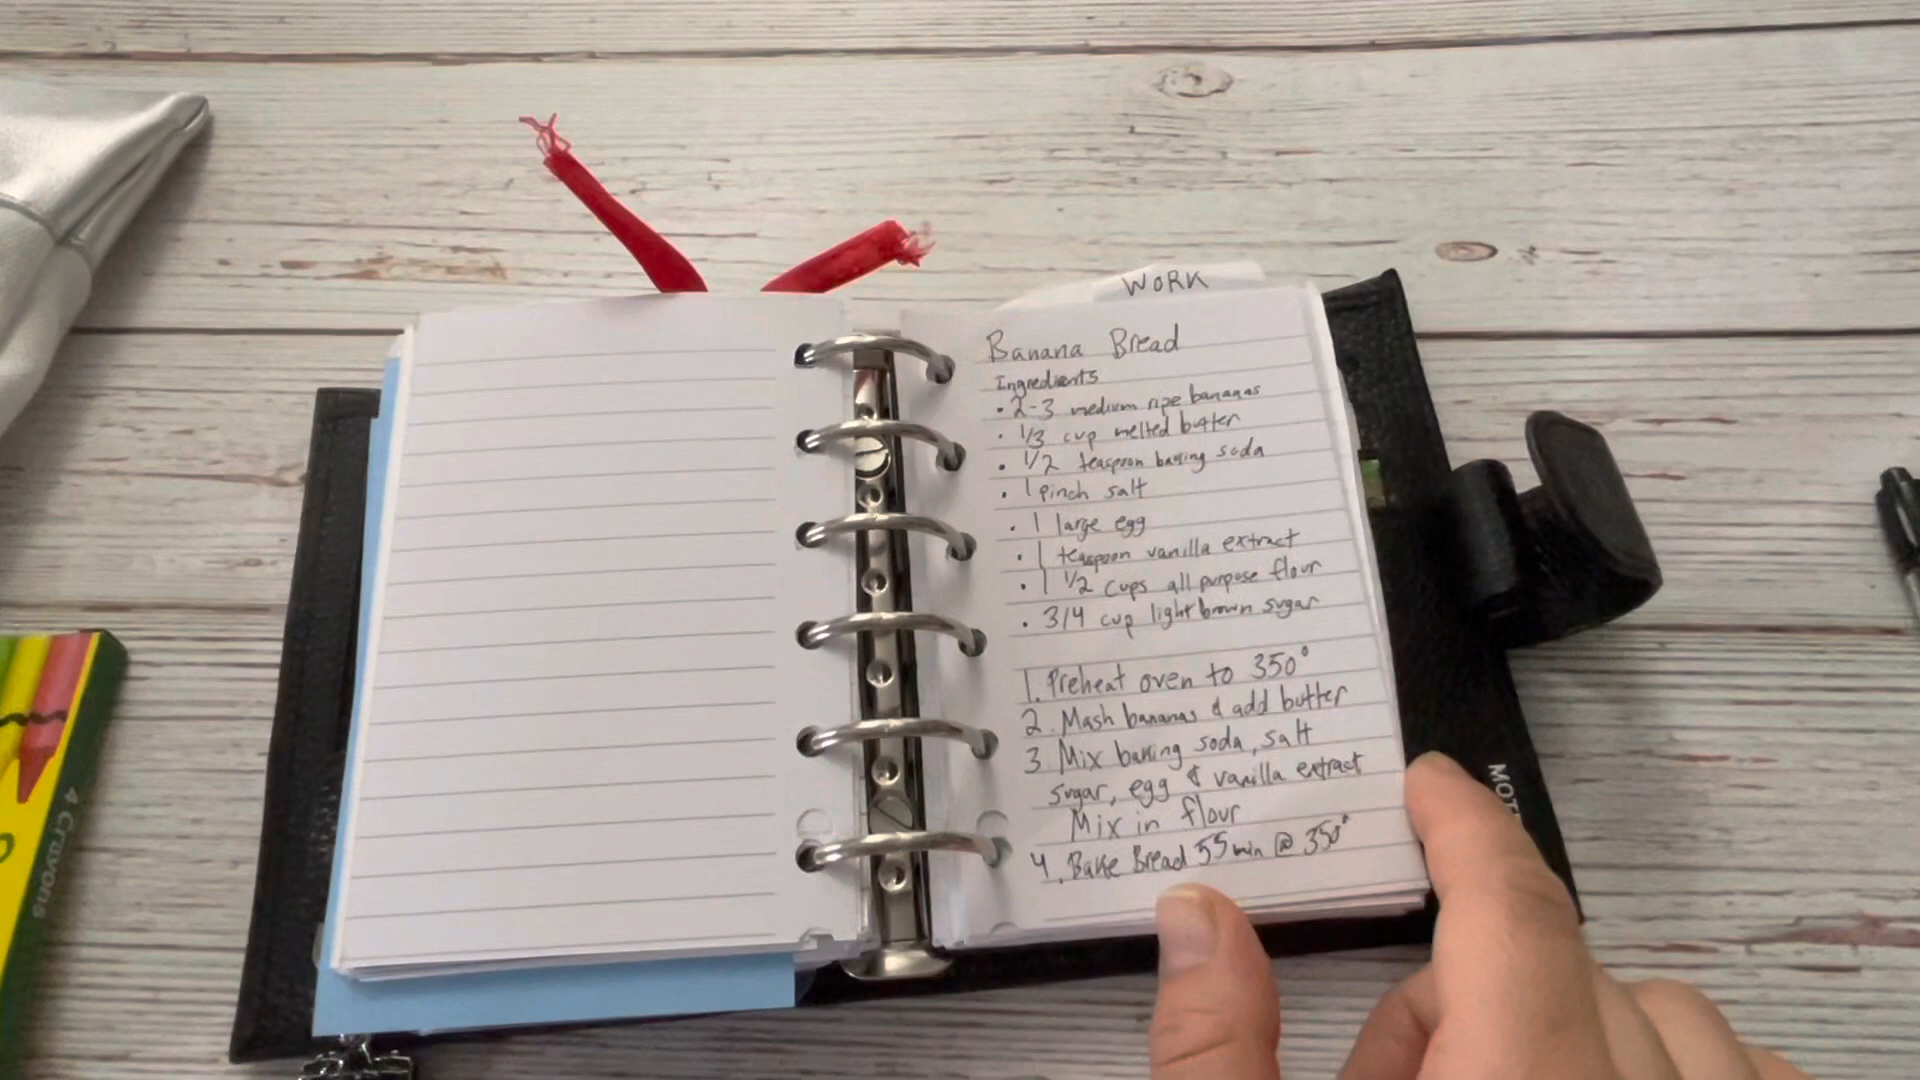 WORK
Banana Bread
Ingredients
• 2-3 medium ripe bananas
• 1/3 cup melted butter
• 1/2 teaspoon baking soda
• 1 pinch salt
• 1 large egg
• 1 teaspoon vanilla extract
• 1 1/2 cups all purpose flour
• 3/4 cup light brown sugar
1. Preheat oven to 350°
2. Mash bananas & add butter
3 Mix baking soda, salt
sugar, egg & vanilla extract
Mix in flour
4. Bake Bread 55 min @ 350°
MOT
4 Crayons